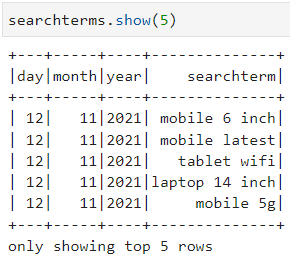 searchterms.show(5)
+---+-----+----+--------------+
|day|month|year|    searchterm|
+---+-----+----+--------------+
| 12|   11|2021| mobile 6 inch|
| 12|   11|2021| mobile latest|
| 12|   11|2021|   tablet wifi|
| 12|   11|2021|laptop 14 inch|
| 12|   11|2021|     mobile 5g|
+---+-----+----+--------------+
only showing top 5 rows